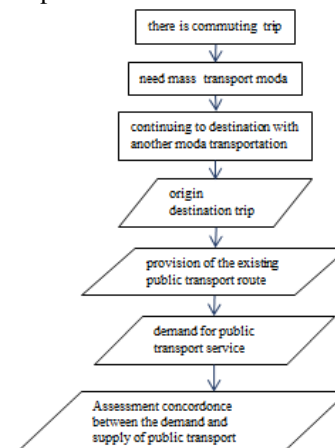 there is commuting trip
need mass transport moda
continuing to destination with
another moda transportation
origin
destination trip
provision of the existing
public transport route
demand for public
transport service
Assessment concordonce
between the demand and
supply of public transport